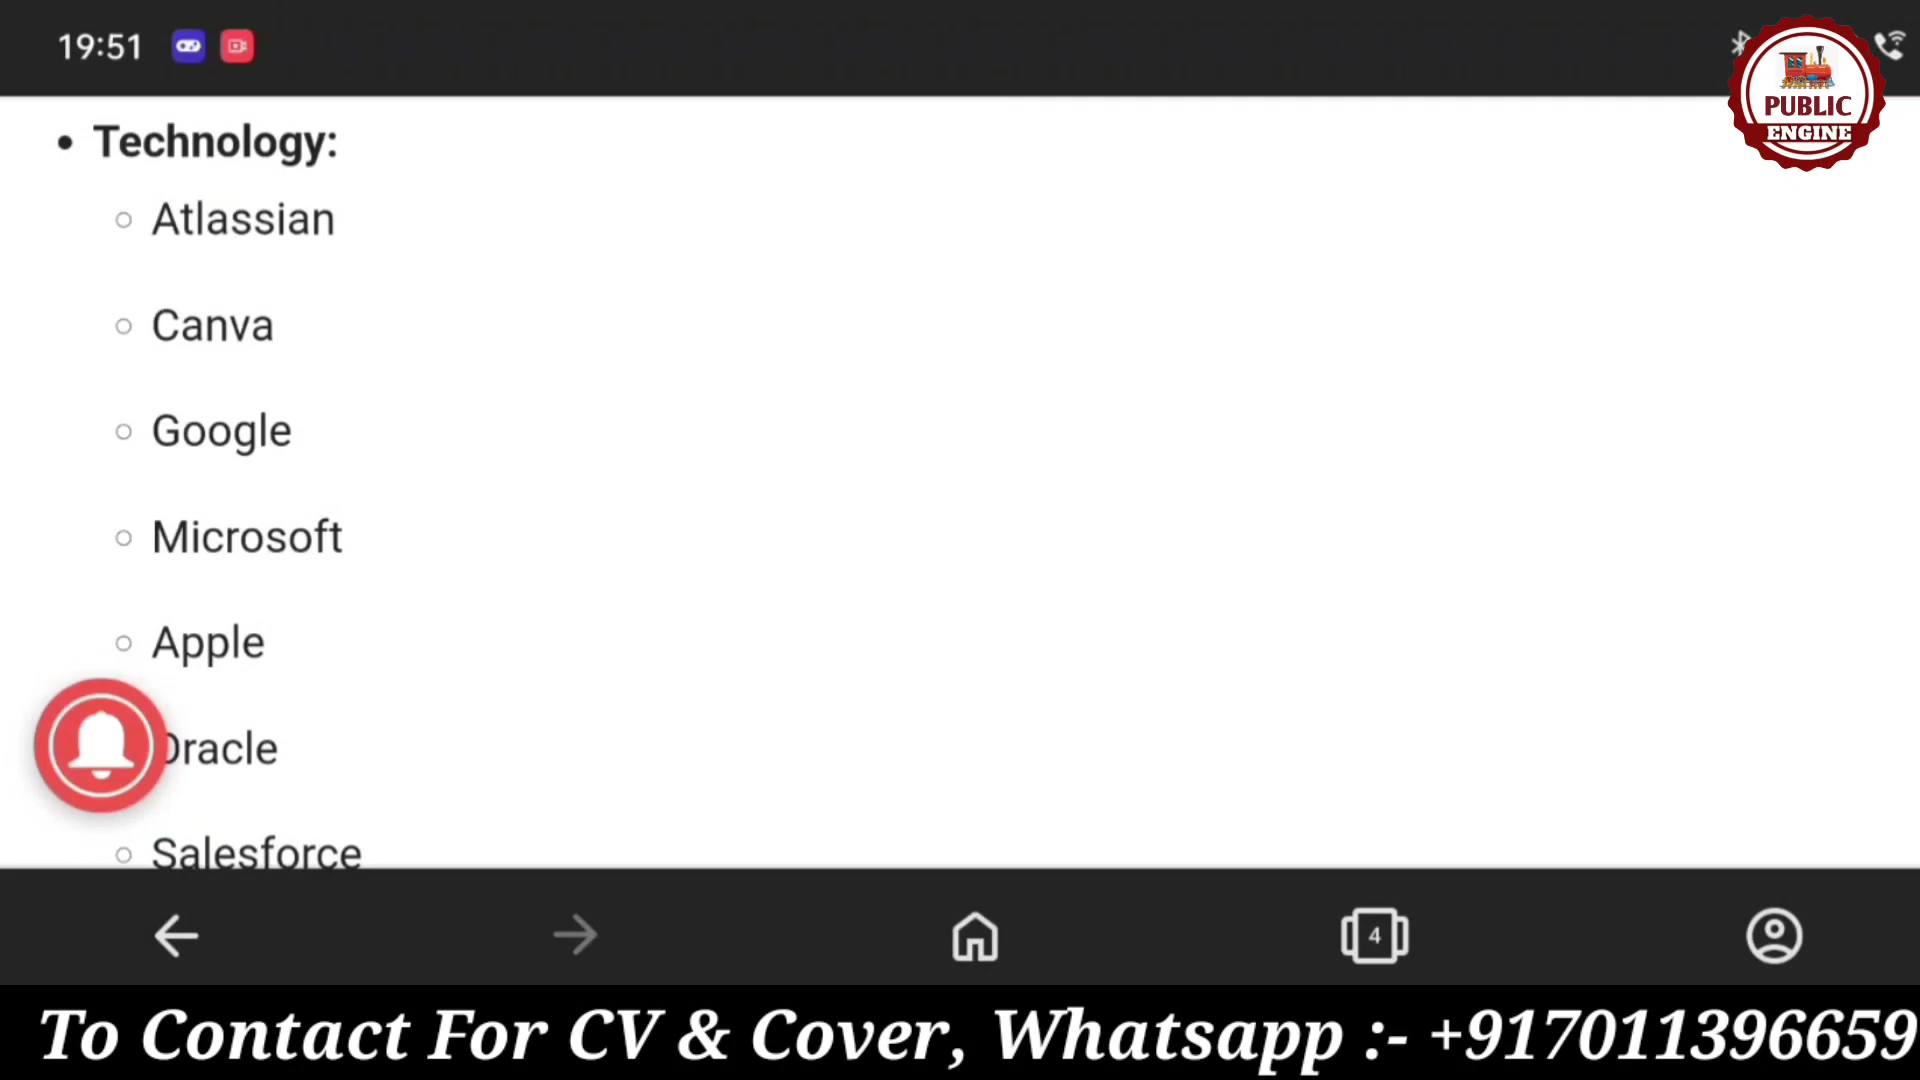 19:51
PUBLIC
ENGINE
• Technology:
○ Atlassian
○ Canva
○ Google
○ Microsoft
○ Apple
Oracle
○ Salesforce
4
To Contact For CV & Cover, Whatsapp :- +917011396659